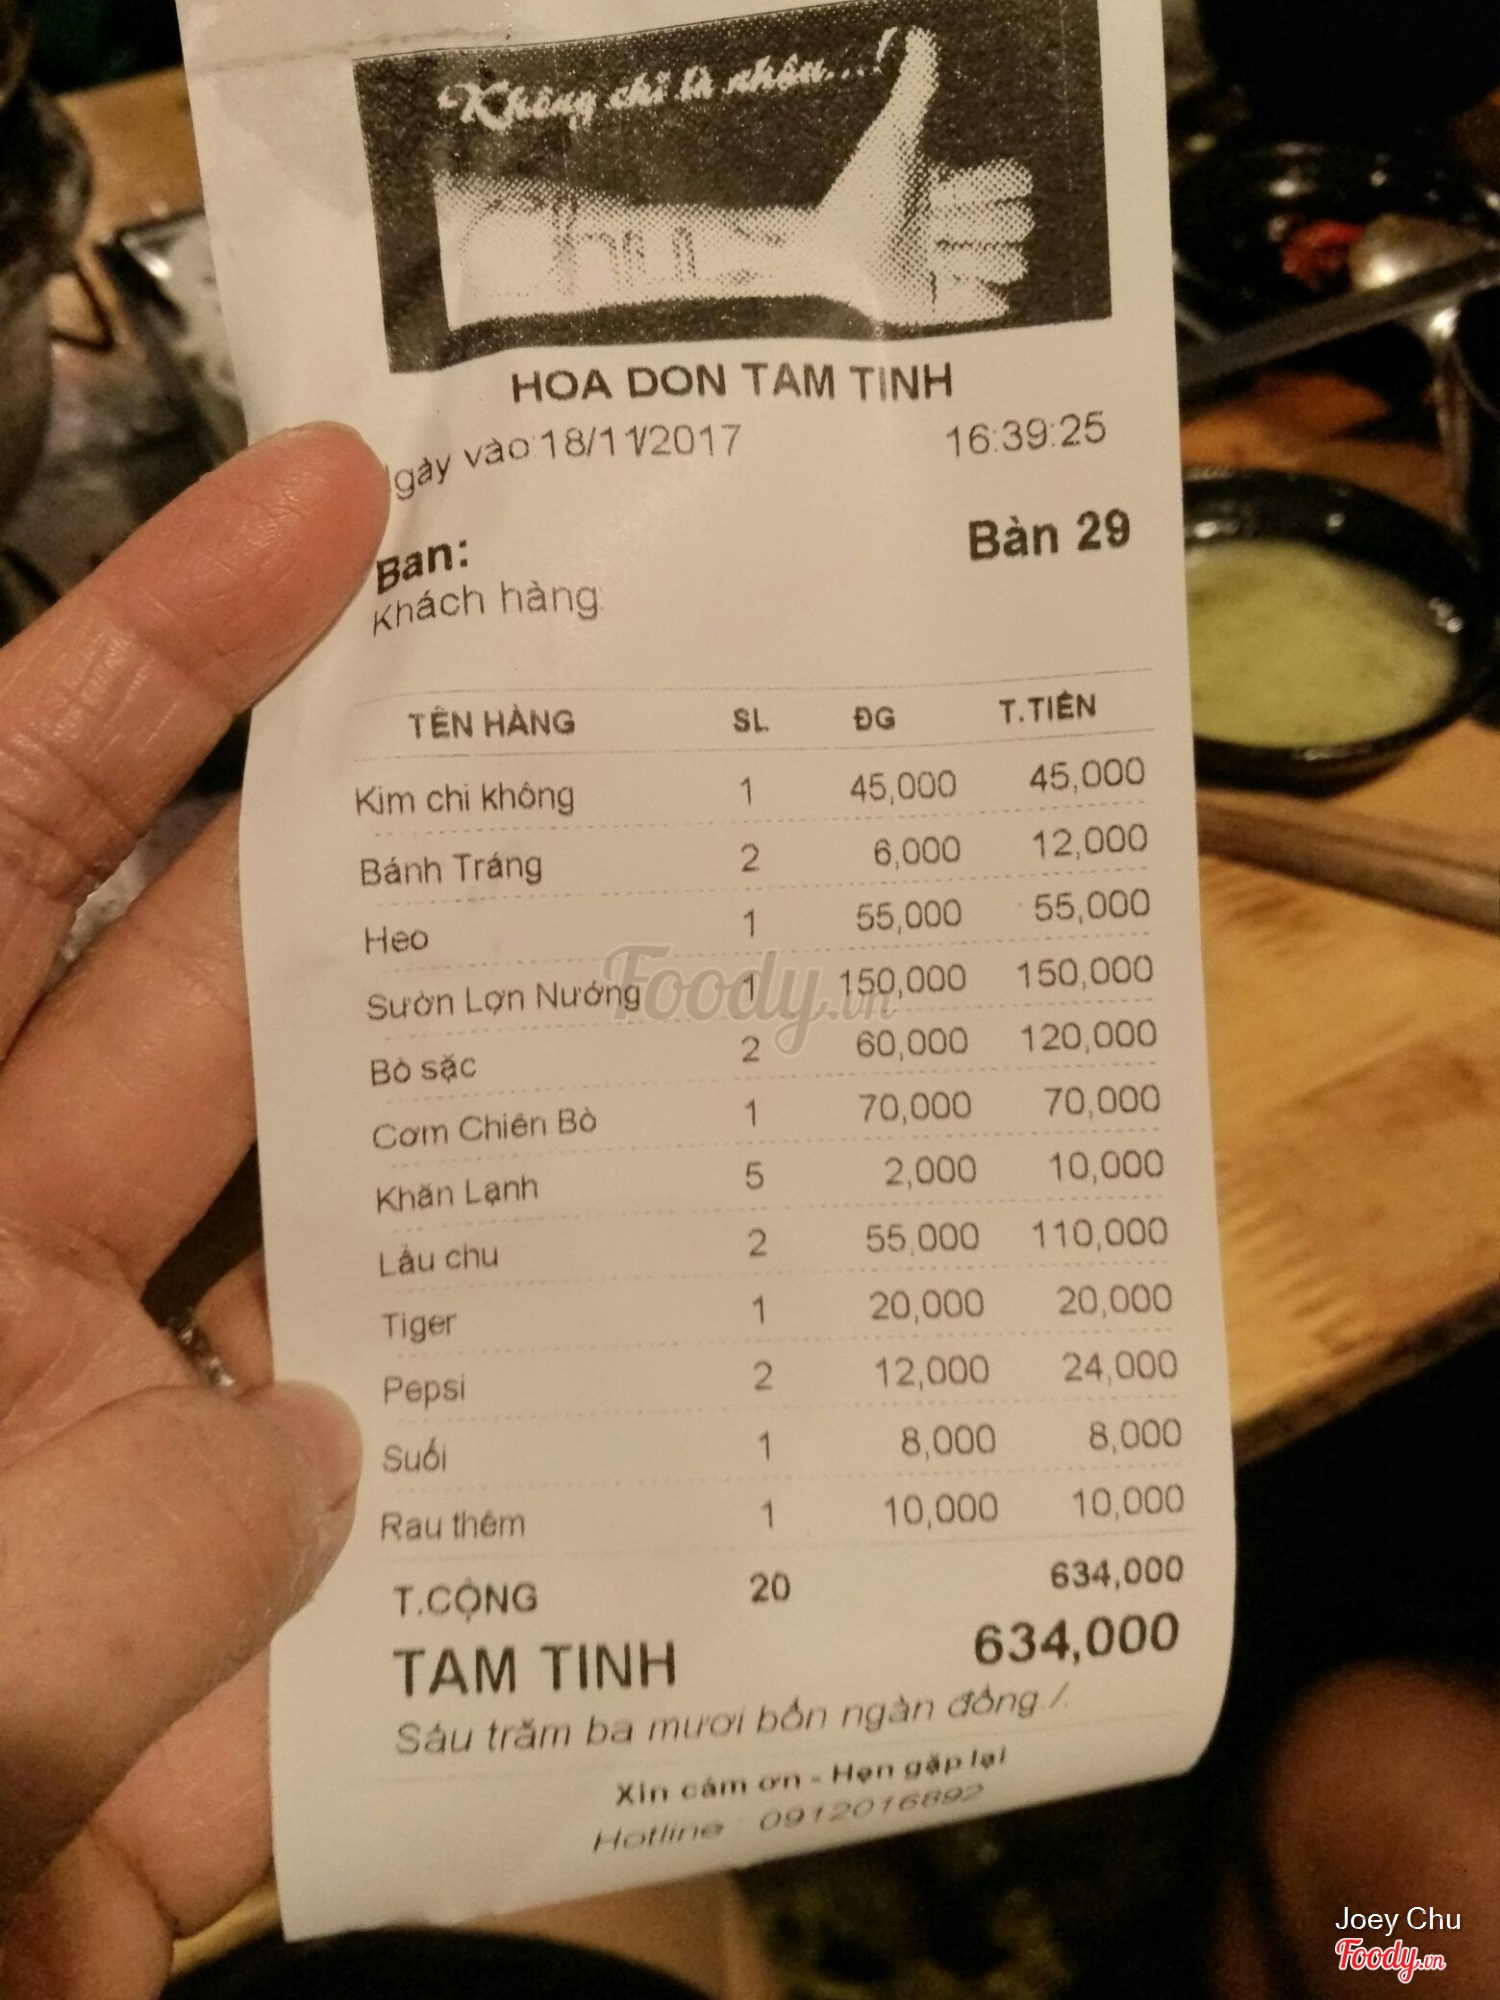 Không chỉ là nhậu...!
Chu
HOA DON TAM TINH
gày vào:18/11/2017 16:39:25
Ban: Bàn 29
Khách hàng:
TÊN HÀNG SL ĐG T.TIỀN
Kim chi không 1 45,000 45,000
Bánh Tráng 2 6,000 12,000
Heo 1 55,000 55,000
Sườn Lợn Nướng 1 150,000 150,000
Bò sặc 2 60,000 120,000
Cơm Chiên Bò 1 70,000 70,000
Khăn Lạnh 5 2,000 10,000
Lẩu chu 2 55,000 110,000
Tiger 1 20,000 20,000
Pepsi 2 12,000 24,000
Suối 1 8,000 8,000
Rau thêm 1 10,000 10,000
T.CỘNG 20 634,000
TAM TINH 634,000
Sáu trăm ba mươi bốn ngàn đồng./.
Xin cám ơn - Hẹn gặp lại
Hotline : 0912016892
Foody.vn
Joey Chu
Foody.vn